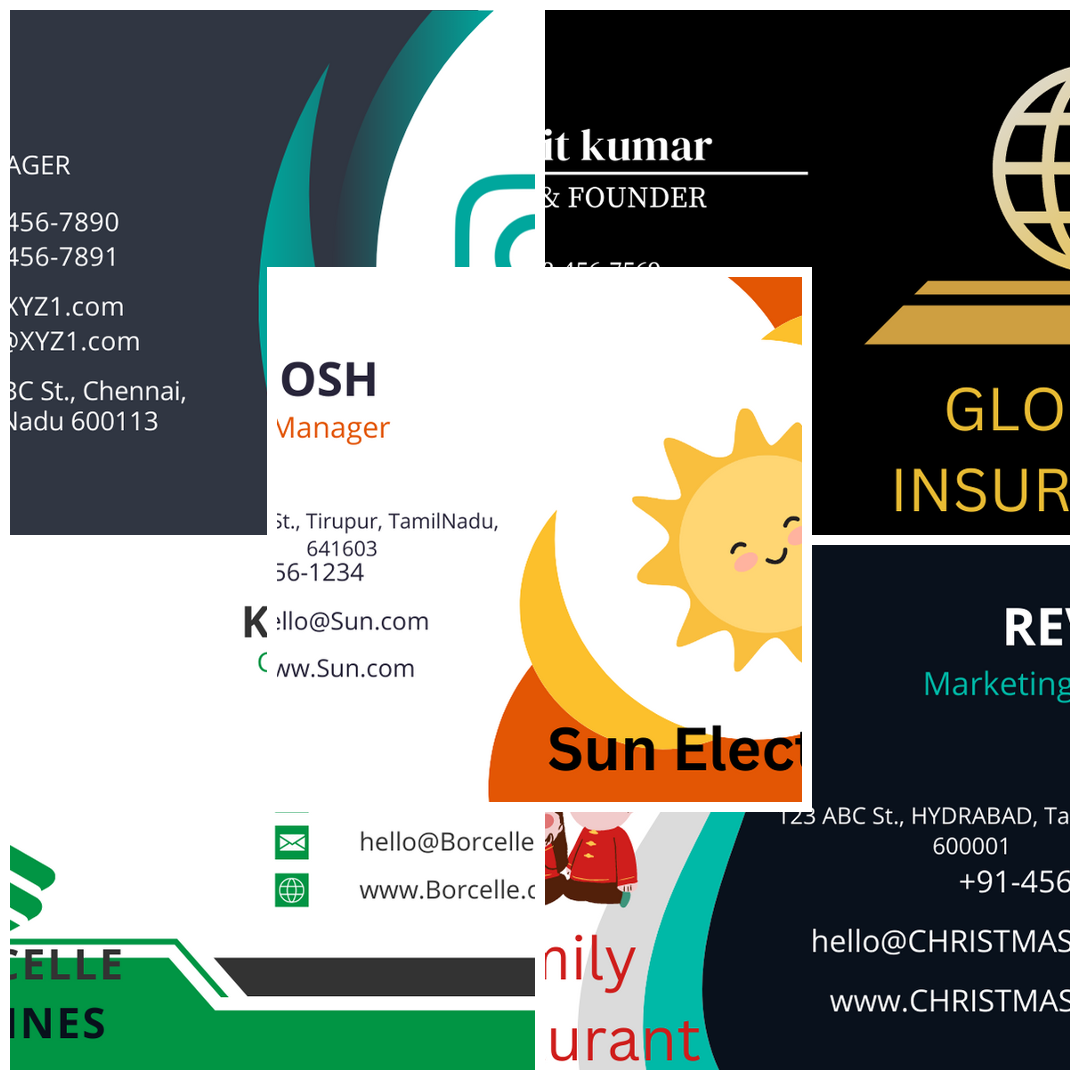 AGER
456-7890
456-7891
XYZ1.com
@XYZ1.com
BC St., Chennai,
Nadu 600113
it kumar
& FOUNDER
GLO
INSUR
OSH
Manager
St., Tirupur, TamilNadu,
641603
56-1234
ello@Sun.com
ww.Sun.com
Sun Elect
K
hello@Borcelle
www.Borcelle.c
CELLE
INES
REV
Marketing
123 ABC St., HYDRABAD, Ta
600001
+91-456
hello@CHRISTMAS
www.CHRISTMAS
mily
urant